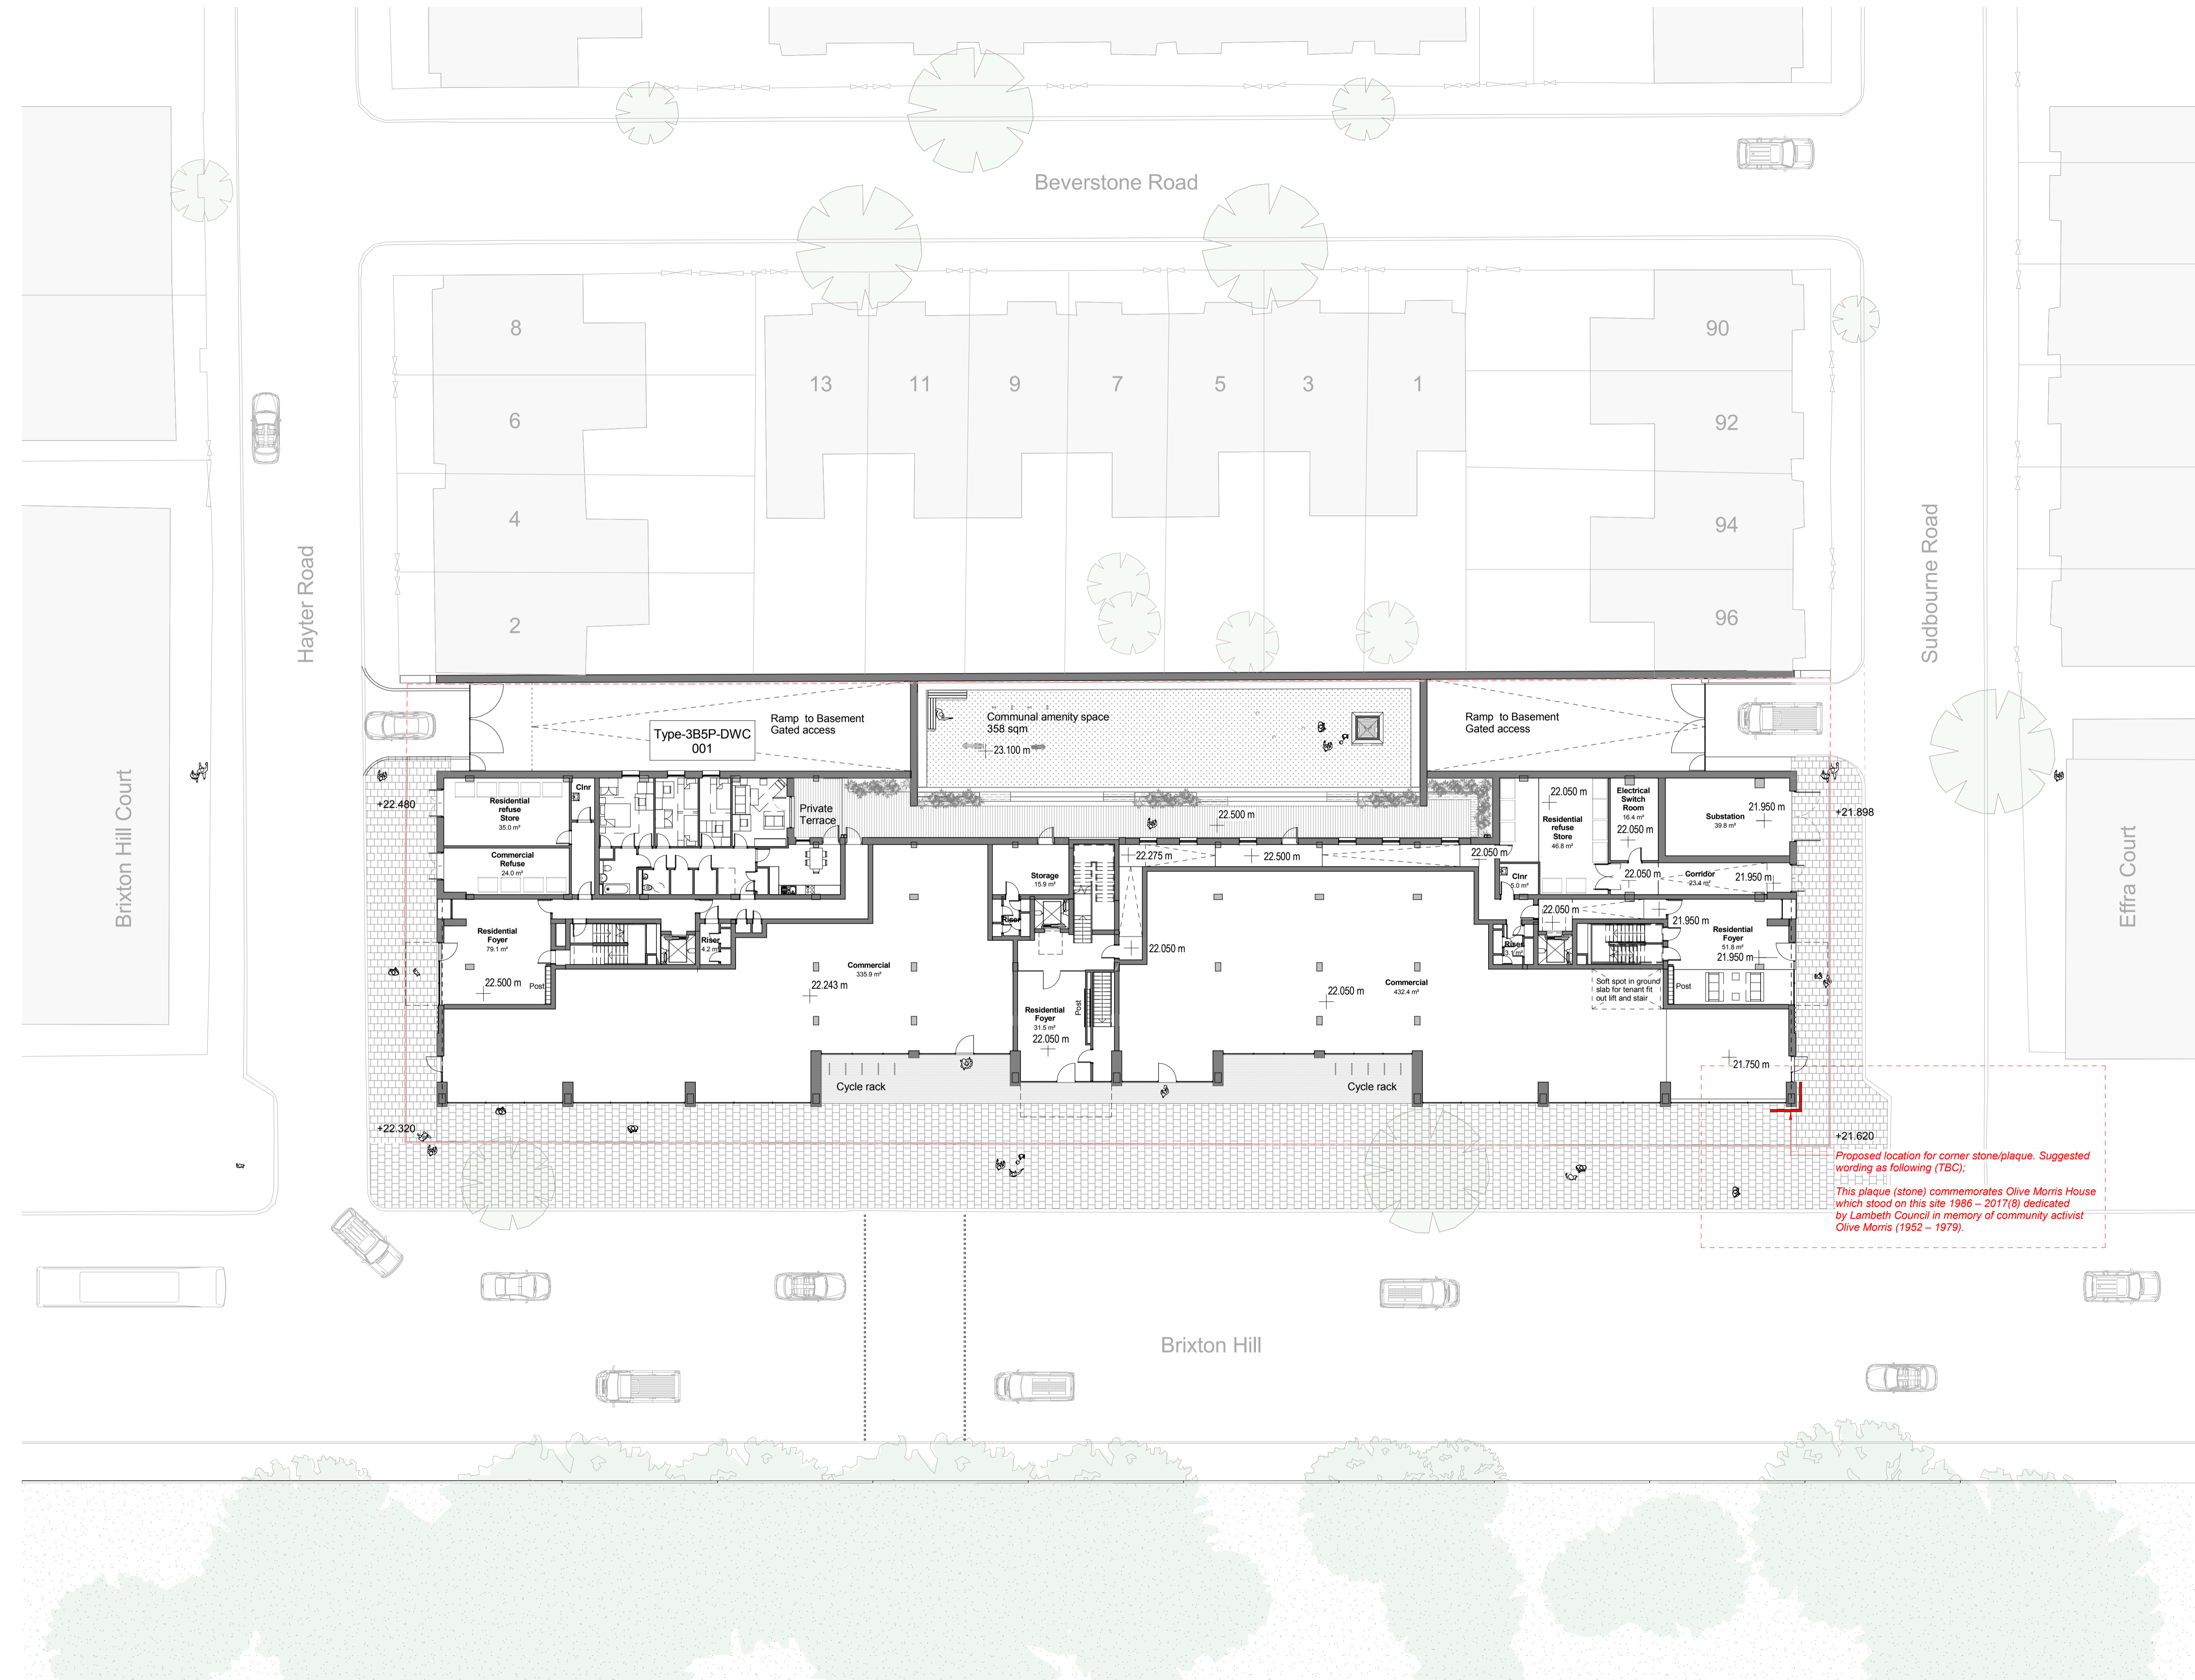 Beverstone Road
8
6
4
2
13
11
9
7
5
3
1
90
92
94
96
Hayter Road
Sudbourne Road
Brixton Hill Court
Effra Court
Ramp to Basement
Gated access
Type-3B5P-DWC
001
Communal amenity space
358 sqm
23.100 m
Ramp to Basement
Gated access
+22.480
Residential
refuse
Store
35.0 m²
Clnr
Private
Terrace
22.500 m
22.050 m
Residential
refuse
Store
46.8 m²
Electrical
Switch
Room
16.4 m²
22.050 m
Substation
39.8 m²
21.950 m
+21.898
Commercial
Refuse
24.0 m²
22.275 m
22.500 m
22.050 m
Storage
15.9 m²
Clnr
5.0 m²
22.050 m
Corridor
23.4 m²
21.950 m
Riser
22.050 m
21.950 m
Residential
Foyer
79.1 m²
22.500 m
Post
Riser
4.2 m²
Commercial
335.9 m²
22.243 m
22.050 m
Residential
Foyer
31.5 m²
22.050 m
Post
22.050 m
Commercial
432.4 m²
Riser
Soft spot in ground
slab for tenant fit
out lift and stair
Residential
Foyer
51.8 m²
21.950 m
Post
21.750 m
Cycle rack
Cycle rack
+22.320
+21.620
Proposed location for corner stone/plaque. Suggested
wording as following (TBC);
This plaque (stone) commemorates Olive Morris House
which stood on this site 1986 – 2017(8) dedicated
by Lambeth Council in memory of community activist
Olive Morris (1952 – 1979).
Brixton Hill